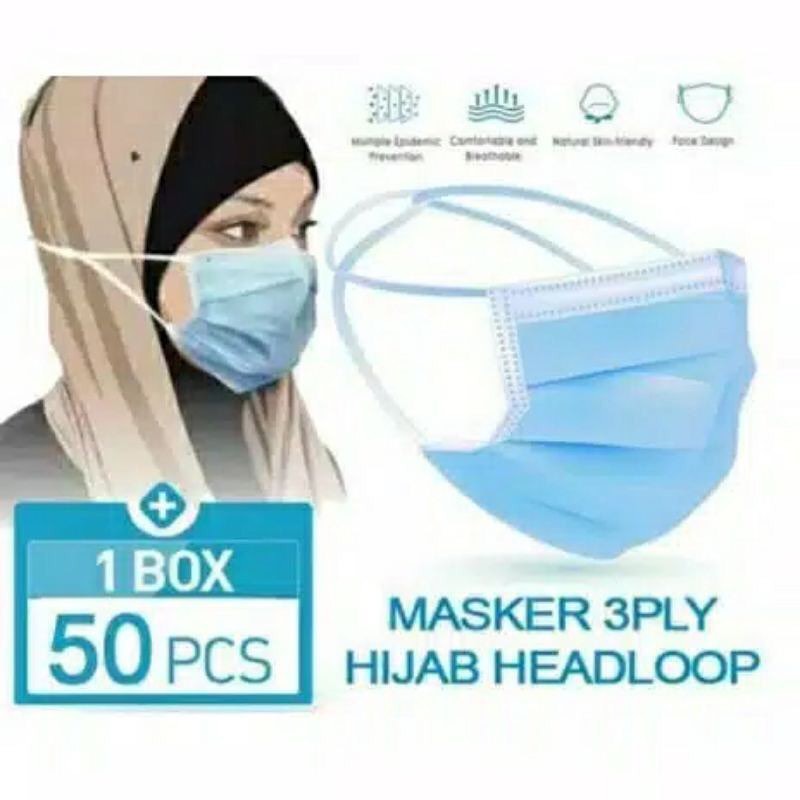 Multiple Epidemic
Prevention
Comfortable and
Breathable
Natural Skin-friendly
Face Design
1 BOX
50 PCS
MASKER 3PLY
HIJAB HEADLOOP